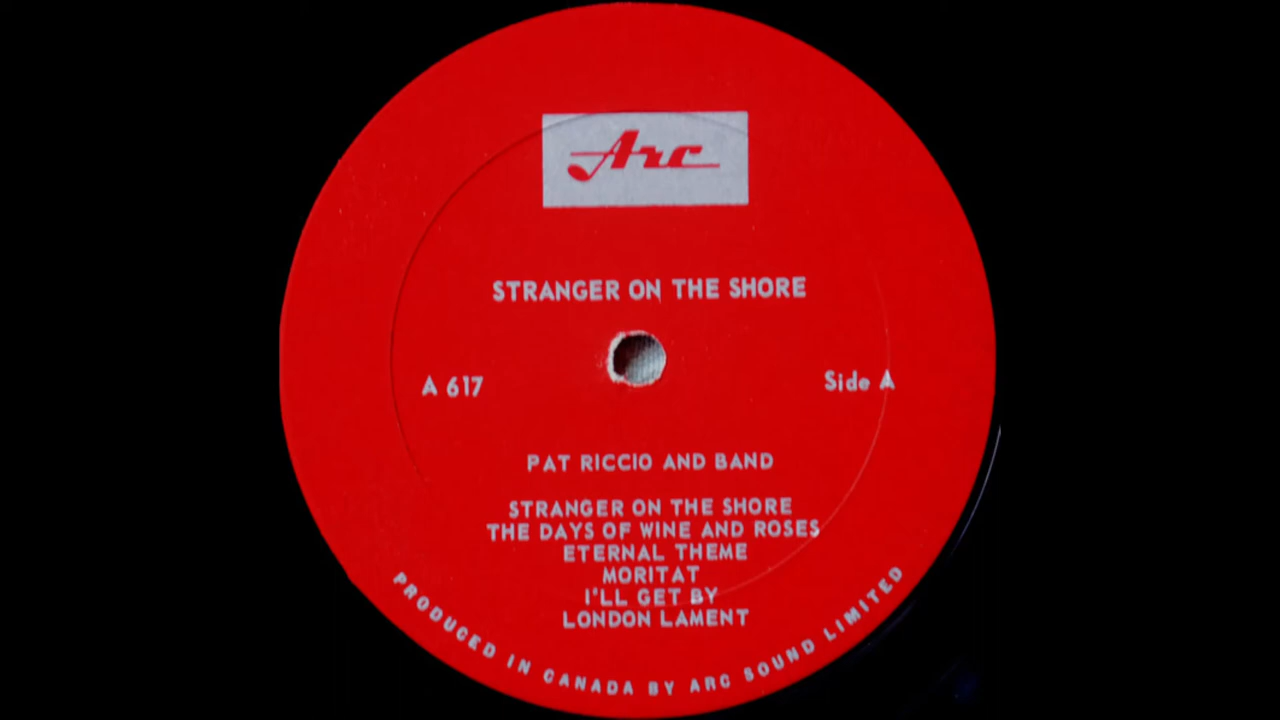 Arc
STRANGER ON THE SHORE
A 617
Side A
PAT RICCIO AND BAND
STRANGER ON THE SHORE
THE DAYS OF WINE AND ROSES
ETERNAL THEME
MORITAT
I'LL GET BY
LONDON LAMENT
PRODUCED IN CANADA BY ARC SOUND LIMITED